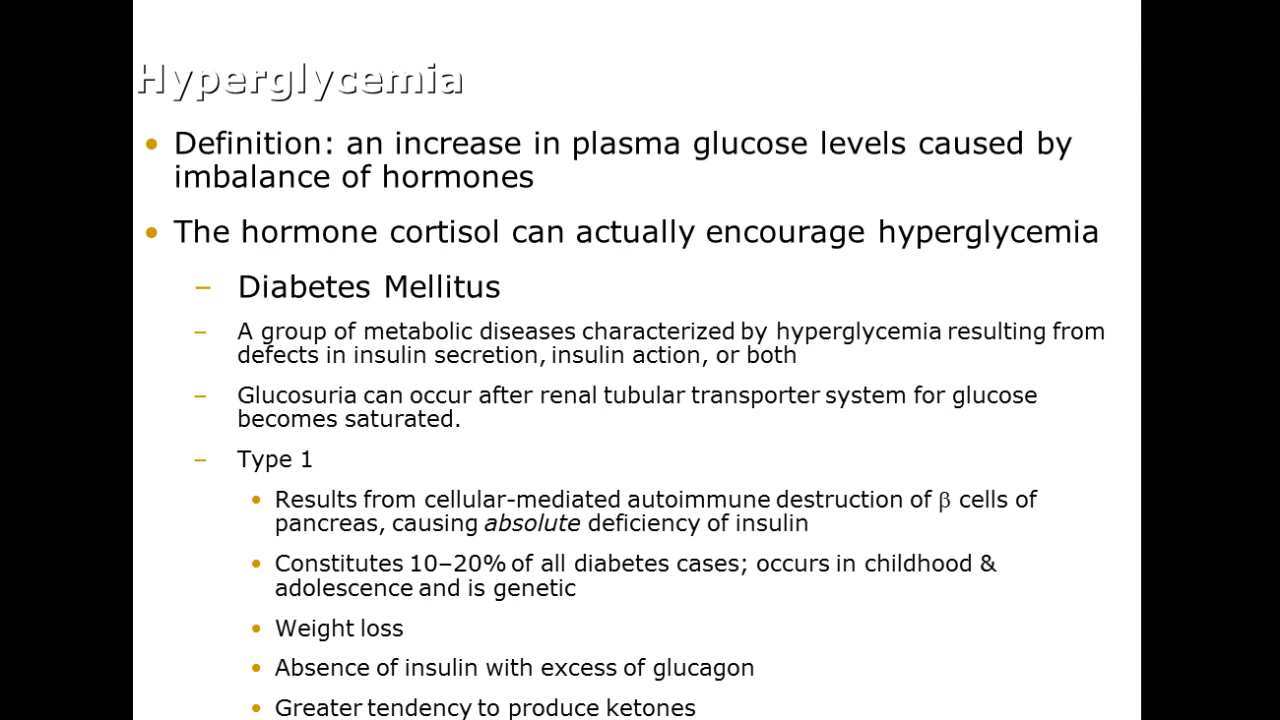 Hyperglycemia
• Definition: an increase in plasma glucose levels caused by
imbalance of hormones
• The hormone cortisol can actually encourage hyperglycemia
– Diabetes Mellitus
– A group of metabolic diseases characterized by hyperglycemia resulting from
defects in insulin secretion, insulin action, or both
– Glucosuria can occur after renal tubular transporter system for glucose
becomes saturated.
– Type 1
• Results from cellular-mediated autoimmune destruction of β cells of
pancreas, causing absolute deficiency of insulin
• Constitutes 10–20% of all diabetes cases; occurs in childhood &
adolescence and is genetic
• Weight loss
• Absence of insulin with excess of glucagon
• Greater tendency to produce ketones